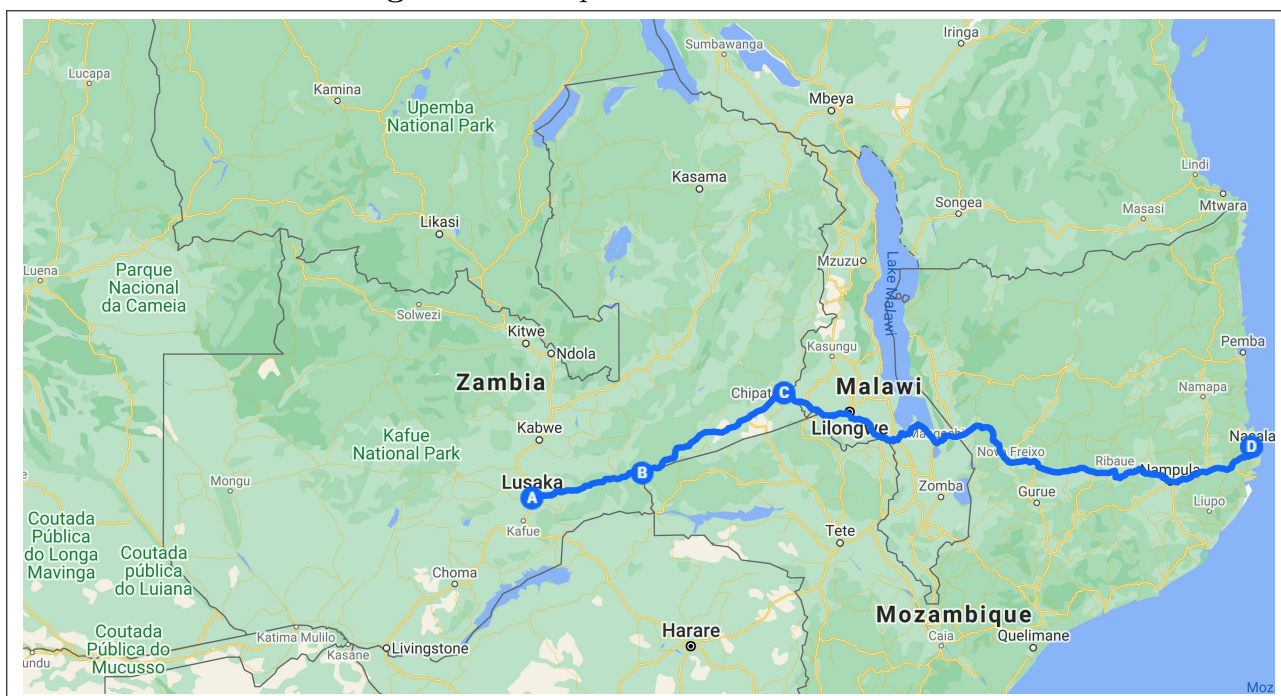 Iringa
Sumbawanga
Lucapa
Kamina
Mbeya
Upemba
National Park
Lindi
Kasama
Songea
Mtwara
Masasi
Likasi
Luena
Parque
Nacional
da Cameia
Mzuzu
Lake Malawi
Solwezi
Kitwe
Ndola
Kasungu
Pemba
Zambia
Chipat
C
Malawi
Namapa
Kabwe
Lilongwe
Kafue
National Park
Nova Freixo
D
Ribaue
Nampula
B
Mongu
Lusaka
A
Zomba
Gurue
Liupo
Kafue
Coutada
Pública
do Longa
Mavinga
Tete
Coutada
pública
do Luiana
Choma
Mozambique
Coutada
Pública do
Mucusso
Katima Mulilo
Kasane
Livingstone
Harare
Caia
Quelimane
undu
Moz